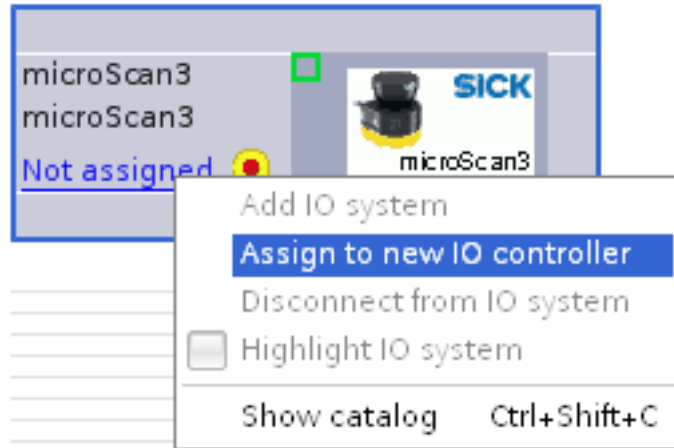 microScan3
microScan3
Not assigned
SICK
microScan3
Add IO system
Assign to new IO controller
Disconnect from IO system
Highlight IO system
Show catalog Ctrl+Shift+C